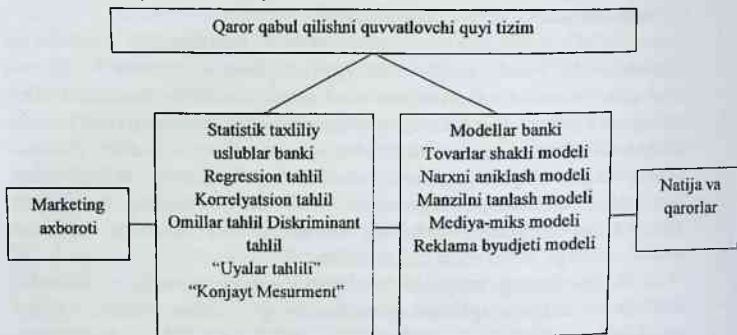 Qaror qabul qilishni quvvatlovchi quyi tizim
Marketing
axboroti
Statistik taxliliy
uslublar banki
Regression tahlil
Korrelyatsion tahlil
Omillar tahlil Diskriminant
tahlil
“Uyalar tahlili”
“Konjayt Mesurment”
Modellar banki
Tovarlar shakli modeli
Narxni aniklash modeli
Manzilni tanlash modeli
Mediya-miks modeli
Reklama byudjeti modeli
Natija va
qarorlar